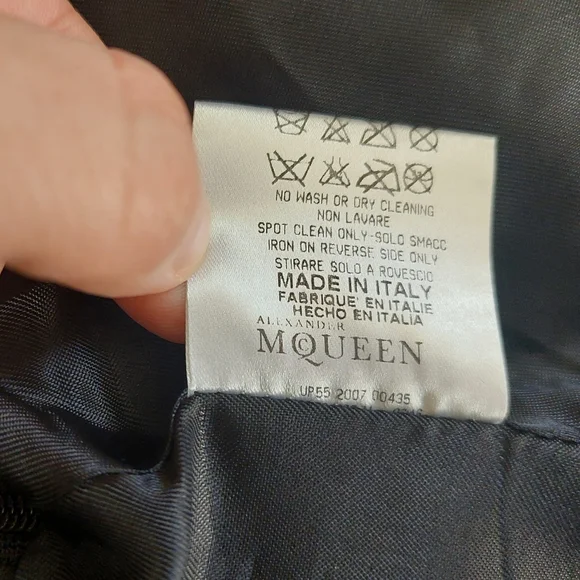 NO WASH OR DRY CLEANING
NON LAVARE
SPOT CLEAN ONLY-SOLO SMACC
IRON ON REVERSE SIDE ONLY
STIRARE SOLO A ROVESCIO
MADE IN ITALY
FABRIQUE' EN ITALIE
HECHO EN ITALIA
ALEXANDER
MCQUEEN
UP55 2007 00435